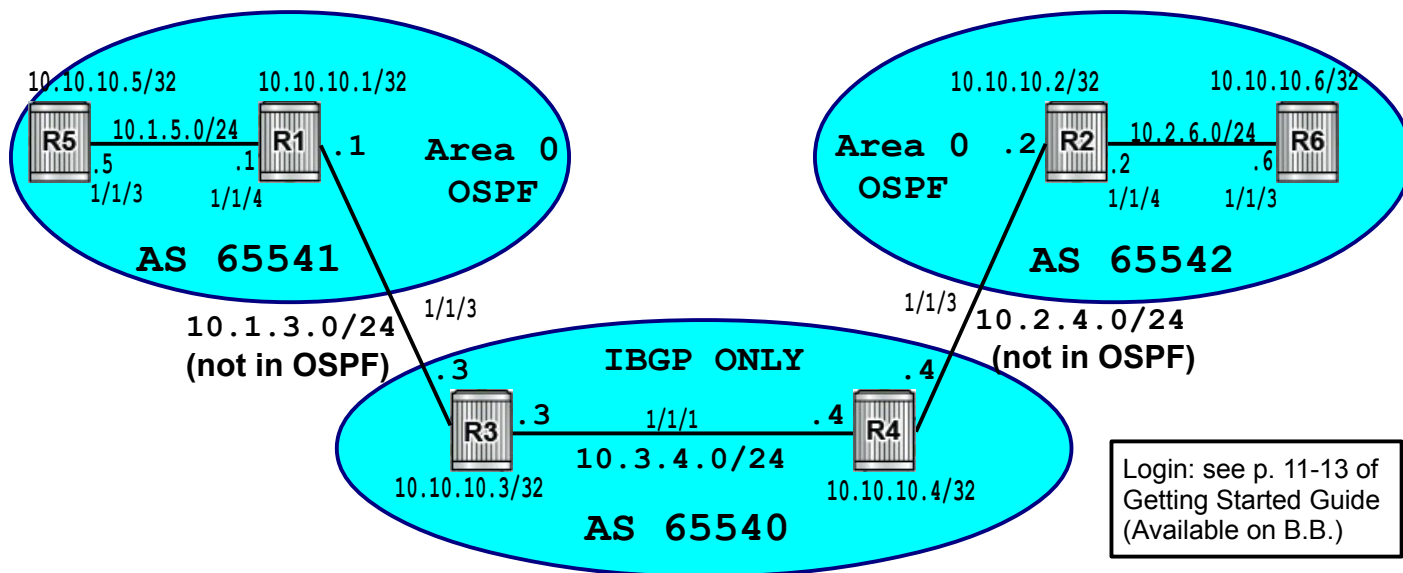 10.10.10.5/32
10.10.10.1/32
R5
10.1.5.0/24
R1
.1
.5
.1
1/1/3
1/1/4
Area 0
OSPF
AS 65541
10.10.10.2/32
10.10.10.6/32
Area 0
OSPF
.2
R2
10.2.6.0/24
R6
.2
.6
1/1/4
1/1/3
AS 65542
1/1/3
10.1.3.0/24
(not in OSPF)
1/1/3
10.2.4.0/24
(not in OSPF)
IBGP ONLY
.3
.4
R3
.3
1/1/1
.4
R4
10.3.4.0/24
10.10.10.3/32
10.10.10.4/32
AS 65540
Login: see p. 11-13 of
Getting Started Guide
(Available on B.B.)